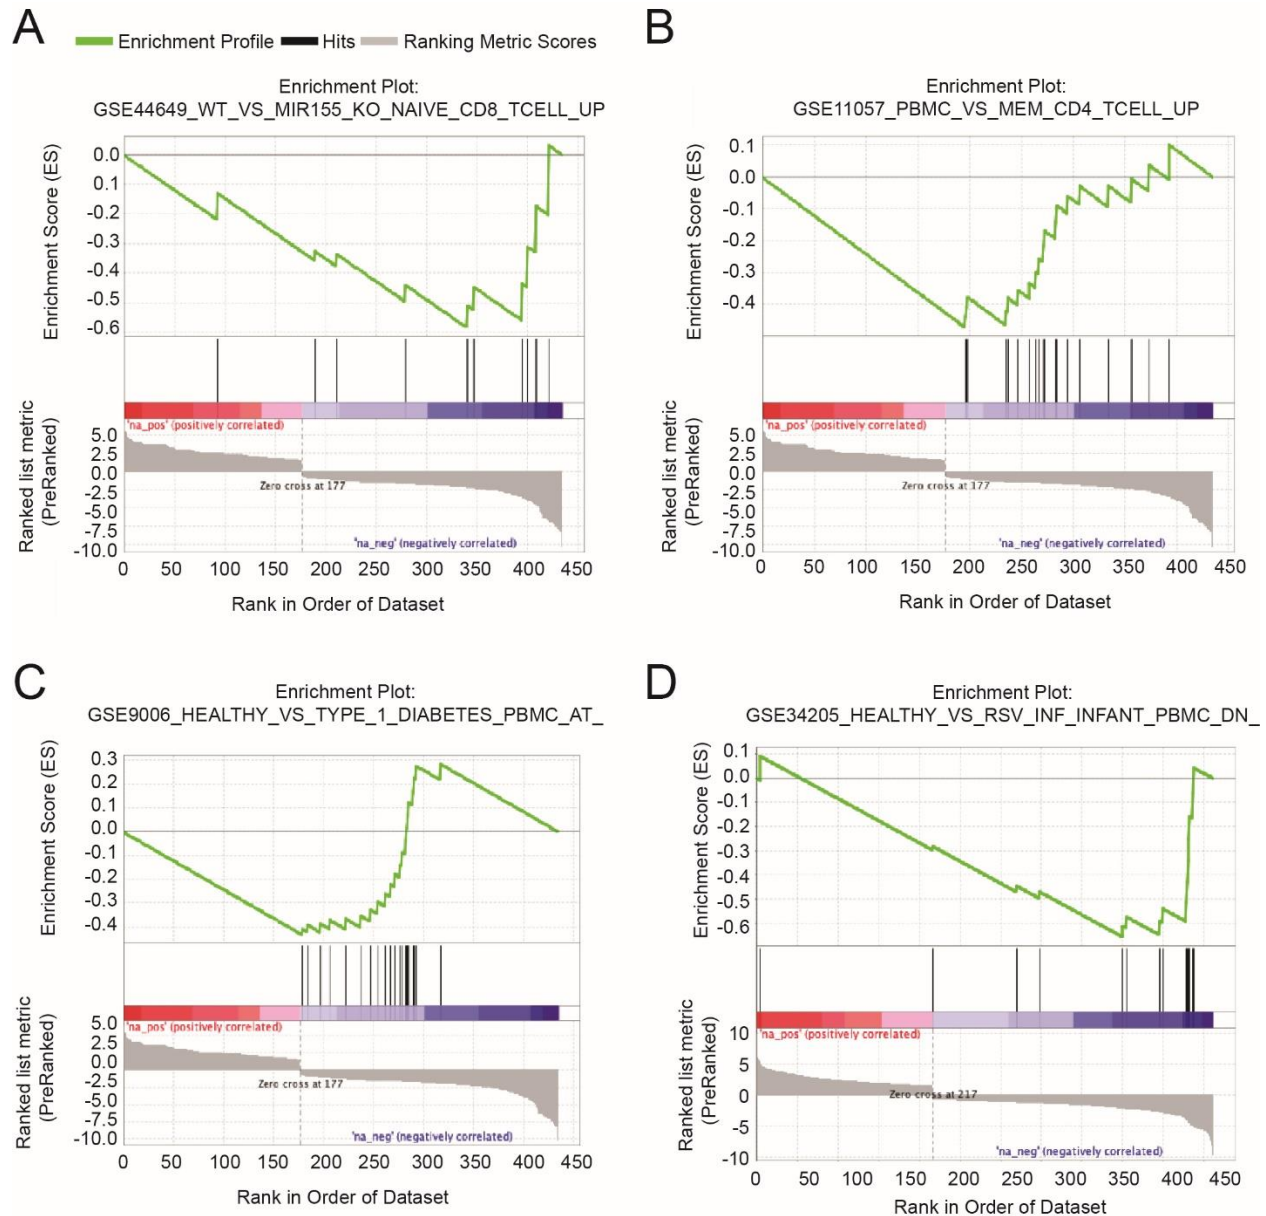 A
B
Enrichment Profile Hits Ranking Metric Scores
Enrichment Plot:
GSE44649_WT_VS_MIR155_KO_NAIVE_CD8_TCELL_UP
Enrichment Score (ES)
0.0
0.1
-0.2
-0.3
-0.4
-0.5
-0.6
Ranked list metric
(PreRanked)
'na_pos' (positively correlated)
5.0
2.5
0.0
-2.5
-5.0
-7.5
-10.0
Zero cross at 177
'na_neg' (negatively correlated)
0 50 100 150 200 250 300 350 400 450
Rank in Order of Dataset
Enrichment Plot:
GSE11057_PBMC_VS_MEM_CD4_TCELL_UP
Enrichment Score (ES)
0.1
0.0
-0.1
-0.2
-0.3
-0.4
Ranked list metric
(PreRanked)
'na_pos' (positively correlated)
5.0
2.5
0.0
-2.5
-5.0
-7.5
-10.0
Zero cross at 177
'na_neg' (negatively correlated)
0 50 100 150 200 250 300 350 400 450
Rank in Order of Dataset
C
Enrichment Plot:
GSE9006_HEALTHY_VS_TYPE_1_DIABETES_PBMC_AT_
Enrichment Score (ES)
0.3
0.2
0.1
0.0
-0.1
-0.2
-0.3
-0.4
Ranked list metric
(PreRanked)
'na_pos' (positively correlated)
5.0
2.5
0.0
-2.5
-5.0
-7.5
-10.0
Zero cross at 177
'na_neg' (negatively correlated)
0 50 100 150 200 250 300 350 400 450
Rank in Order of Dataset
D
Enrichment Plot:
GSE34205_HEALTHY_VS_RSV_INF_INFANT_PBMC_DN_
Enrichment Score (ES)
0.1
0.0
-0.1
-0.2
-0.3
-0.4
-0.5
-0.6
Ranked list metric
(PreRanked)
'na_pos' (positively correlated)
10
5
0
-5
-10
Zero cross at 217
'na_neg' (negatively correlated)
0 50 100 150 200 250 300 350 400 450
Rank in Order of Dataset